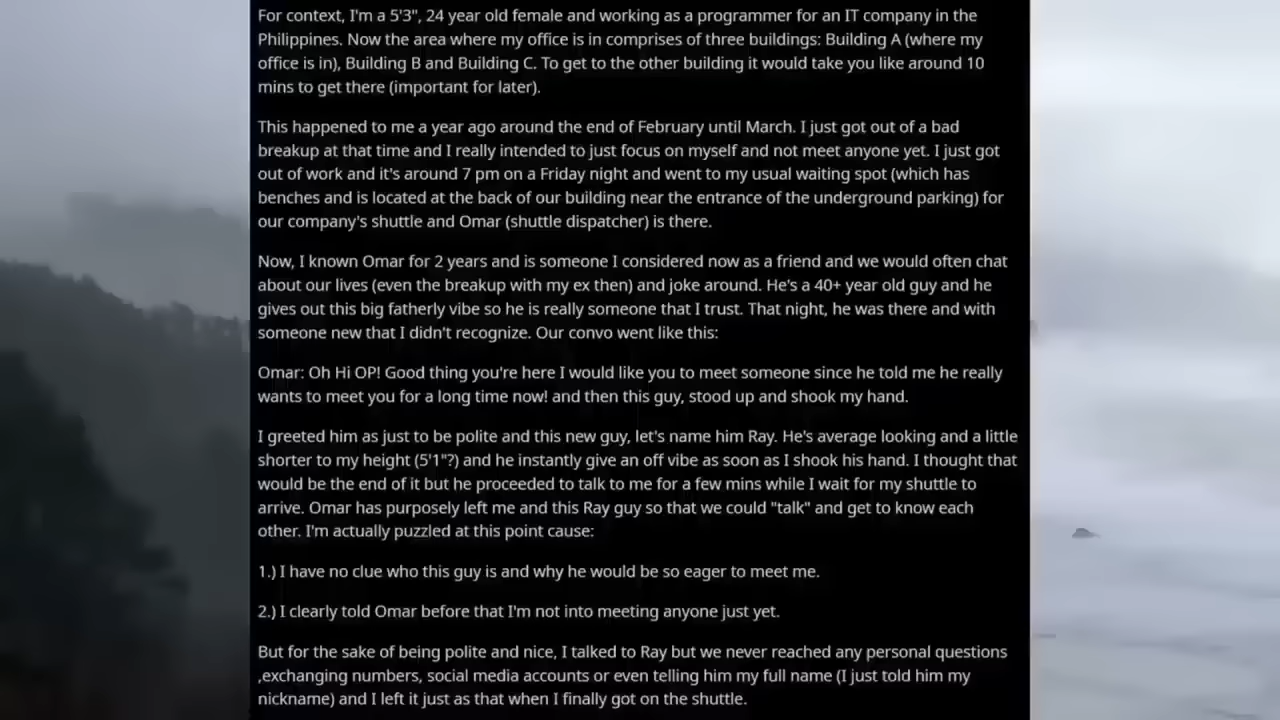 For context, I'm a 5'3", 24 year old female and working as a programmer for an IT company in the
Philippines. Now the area where my office is in comprises of three buildings: Building A (where my
office is in), Building B and Building C. To get to the other building it would take you like around 10
mins to get there (important for later).
This happened to me a year ago around the end of February until March. I just got out of a bad
breakup at that time and I really intended to just focus on myself and not meet anyone yet. I just got
out of work and it's around 7 pm on a Friday night and went to my usual waiting spot (which has
benches and is located at the back of our building near the entrance of the underground parking) for
our company's shuttle and Omar (shuttle dispatcher) is there.
Now, I known Omar for 2 years and is someone I considered now as a friend and we would often chat
about our lives (even the breakup with my ex then) and joke around. He's a 40+ year old guy and he
gives out this big fatherly vibe so he is really someone that I trust. That night, he was there and with
someone new that I didn't recognize. Our convo went like this:
Omar: Oh Hi OP! Good thing you're here I would like you to meet someone since he told me he really
wants to meet you for a long time now! and then this guy, stood up and shook my hand.
I greeted him as just to be polite and this new guy, let's name him Ray. He's average looking and a little
shorter to my height (5'1"?) and he instantly give an off vibe as soon as I shook his hand. I thought that
would be the end of it but he proceeded to talk to me for a few mins while I wait for my shuttle to
arrive. Omar has purposely left me and this Ray guy so that we could "talk" and get to know each
other. I'm actually puzzled at this point cause:
1.) I have no clue who this guy is and why he would be so eager to meet me.
2.) I clearly told Omar before that I'm not into meeting anyone just yet.
But for the sake of being polite and nice, I talked to Ray but we never reached any personal questions
,exchanging numbers, social media accounts or even telling him my full name (I just told him my
nickname) and I left it just as that when I finally got on the shuttle.